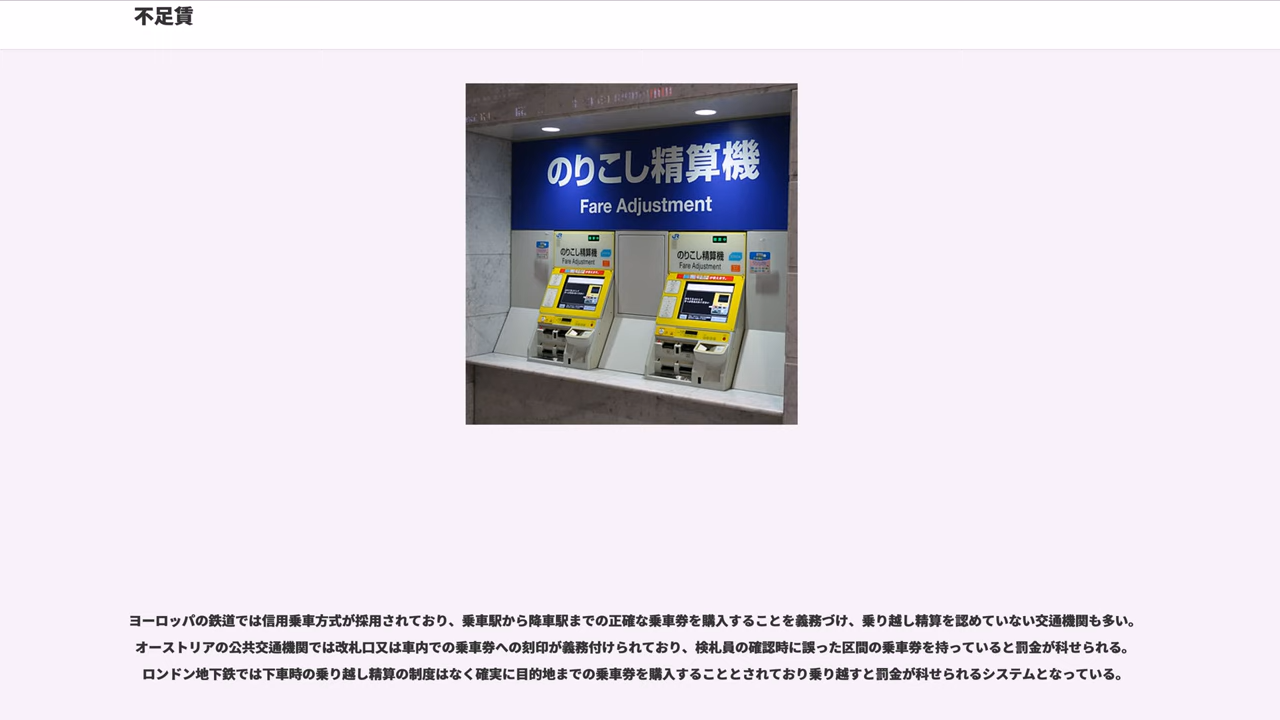 不足賃
のりこし精算機
Fare Adjustment
のりこし精算機
Fare Adjustment
のりこし精算機
Fare Adjustment
ヨーロッパの鉄道では信用乗車方式が採用されており、乗車駅から降車駅までの正確な乗車券を購入することを義務づけ、乗り越し精算を認めていない交通機関も多い。
オーストリアの公共交通機関では改札口又は車内での乗車券への刻印が義務付けられており、検札員の確認時に誤った区間の乗車券を持っていると罰金が科せられる。
ロンドン地下鉄では下車時の乗り越し精算の制度はなく確実に目的地までの乗車券を購入することとされており乗り越すと罰金が科せられるシステムとなっている。